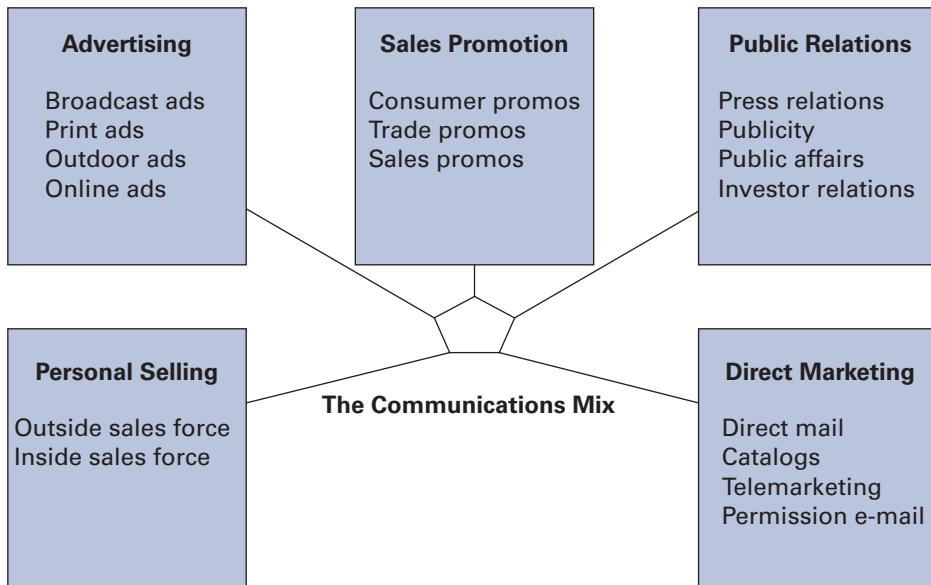 Advertising
Broadcast ads
Print ads
Outdoor ads
Online ads
Sales Promotion
Consumer promos
Trade promos
Sales promos
Public Relations
Press relations
Publicity
Public affairs
Investor relations
Personal Selling
Outside sales force
Inside sales force
The Communications Mix
Direct Marketing
Direct mail
Catalogs
Telemarketing
Permission e-mail